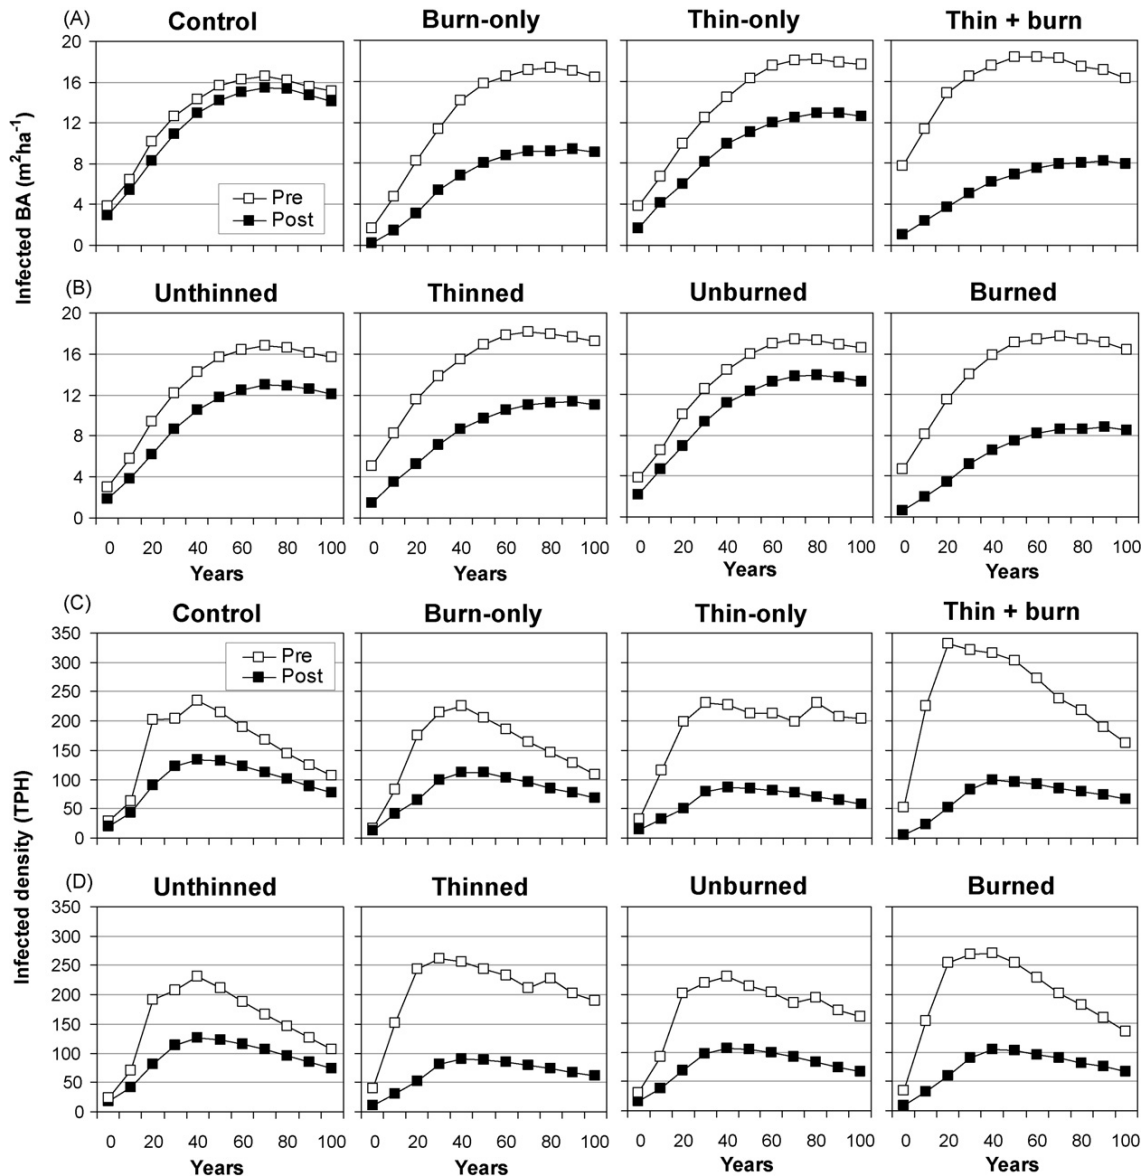 (A) Control Burn-only Thin-only Thin + burn
Infected BA (m²ha⁻¹)
20
16
12
8
4
0
Pre
Post
(B) Unthinned Thinned Unburned Burned
20
16
12
8
4
0
0 20 40 60 80 100 0 20 40 60 80 100 0 20 40 60 80 100 0 20 40 60 80 100
Years Years Years Years
(C) Control Burn-only Thin-only Thin + burn
Infected density (TPH)
350
300
250
200
150
100
50
0
Pre
Post
(D) Unthinned Thinned Unburned Burned
350
300
250
200
150
100
50
0
0 20 40 60 80 100 0 20 40 60 80 100 0 20 40 60 80 100 0 20 40 60 80 100
Years Years Years Years